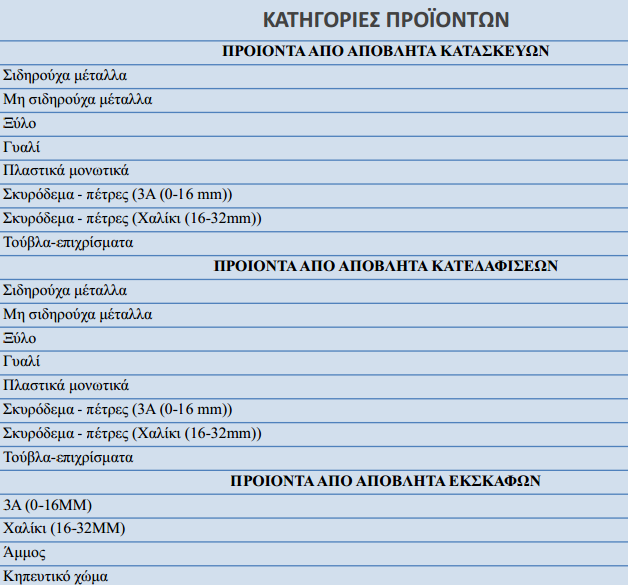 ΚΑΤΗΓΟΡΙΕΣ ΠΡΟΪΟΝΤΩΝ
ΠΡΟΙΟΝΤΑ ΑΠΟ ΑΠΟΒΛΗΤΑ ΚΑΤΑΣΚΕΥΩΝ
Σιδηρούχα μέταλλα
Μη σιδηρούχα μέταλλα
Ξύλο
Γυαλί
Πλαστικά μονωτικά
Σκυρόδεμα - πέτρες (3Α (0-16 mm))
Σκυρόδεμα - πέτρες (Χαλίκι (16-32mm))
Τούβλα-επιχρίσματα
ΠΡΟΙΟΝΤΑ ΑΠΟ ΑΠΟΒΛΗΤΑ ΚΑΤΕΔΑΦΙΣΕΩΝ
Σιδηρούχα μέταλλα
Μη σιδηρούχα μέταλλα
Ξύλο
Γυαλί
Πλαστικά μονωτικά
Σκυρόδεμα - πέτρες (3Α (0-16 mm))
Σκυρόδεμα - πέτρες (Χαλίκι (16-32mm))
Τούβλα-επιχρίσματα
ΠΡΟΙΟΝΤΑ ΑΠΟ ΑΠΟΒΛΗΤΑ ΕΚΣΚΑΦΩΝ
3Α (0-16ΜΜ)
Χαλίκι (16-32ΜΜ)
Άμμος
Κηπευτικό χώμα